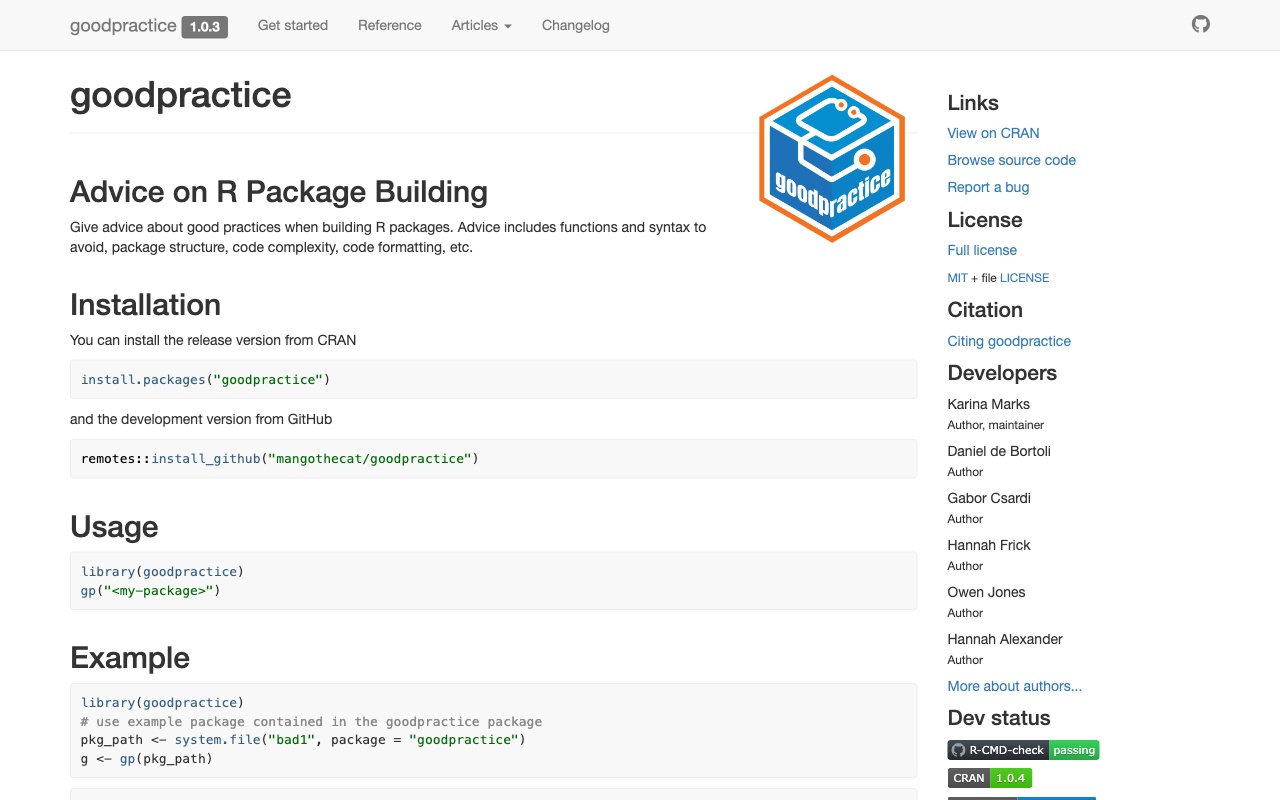 goodpractice 1.0.3 Get started Reference Articles Changelog
goodpractice
goodpractice
Advice on R Package Building
Give advice about good practices when building R packages. Advice includes functions and syntax to
avoid, package structure, code complexity, code formatting, etc.
Installation
You can install the release version from CRAN
install.packages("goodpractice")
and the development version from GitHub
remotes::install_github("mangothecat/goodpractice")
Usage
library(goodpractice)
gp("<my-package>")
Example
library(goodpractice)
# use example package contained in the goodpractice package
pkg_path <- system.file("bad1", package = "goodpractice")
g <- gp(pkg_path)
Links
View on CRAN
Browse source code
Report a bug
License
Full license
MIT + file LICENSE
Citation
Citing goodpractice
Developers
Karina Marks
Author, maintainer
Daniel de Bortoli
Author
Gabor Csardi
Author
Hannah Frick
Author
Owen Jones
Author
Hannah Alexander
Author
More about authors...
Dev status
R-CMD-check passing
CRAN 1.0.4